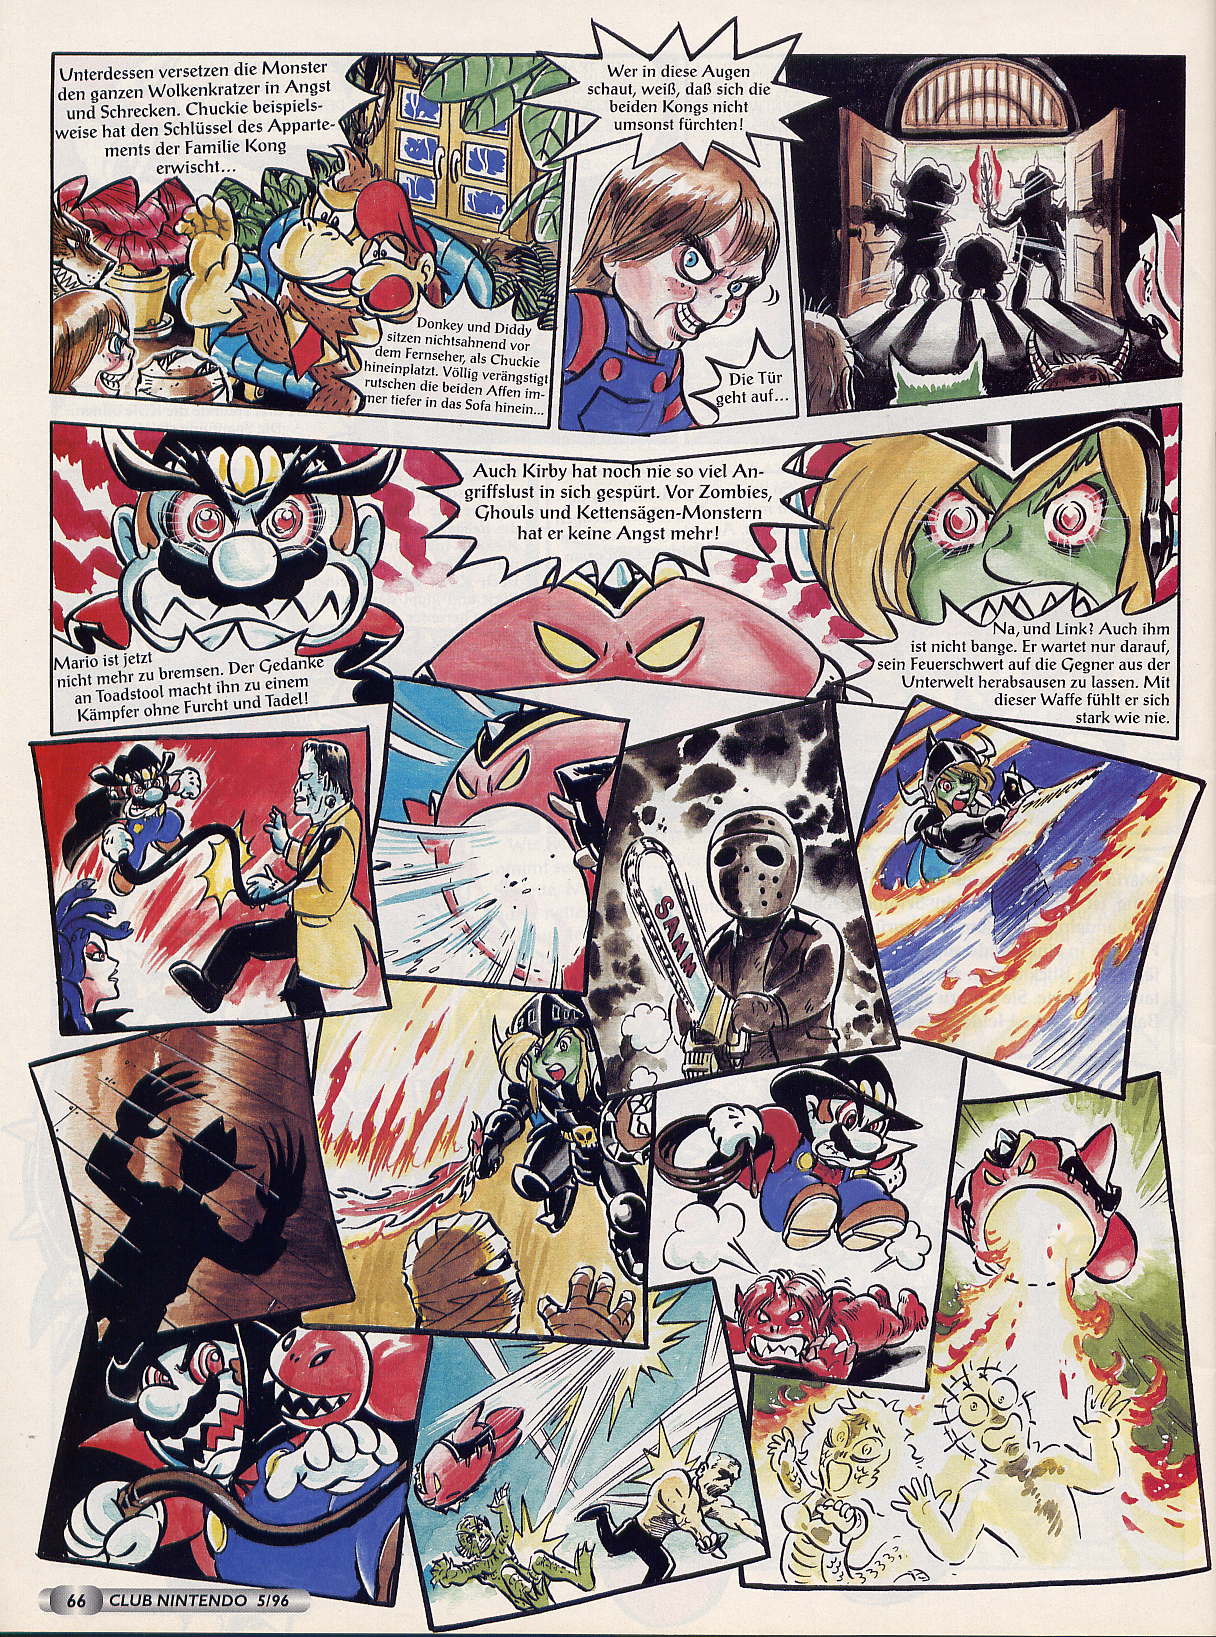 Unterdessen versetzen die Monster
den ganzen Wolkenkratzer in Angst
und Schrecken. Chuckie beispiels-
weise hat den Schlüssel des Apparte-
ments der Familie Kong
erwischt...
Donkey und Diddy
sitzen nichtsahnend vor
dem Fernseher, als Chuckie
hineinplatzt. Völlig verängstigt
rutschen die beiden Affen im-
mer tiefer in das Sofa hinein...
Wer in diese Augen
schaut, weiß, daß sich die
beiden Kongs nicht
umsonst fürchten!
Die Tür
geht auf...
Mario ist jetzt
nicht mehr zu bremsen. Der Gedanke
an Toadstool macht ihn zu einem
Kämpfer ohne Furcht und Tadel!
Auch Kirby hat noch nie so viel An-
griffslust in sich gespürt. Vor Zombies,
Ghouls und Kettensägen-Monstern
hat er keine Angst mehr!
Na, und Link? Auch ihm
ist nicht bange. Er wartet nur darauf,
sein Feuerschwert auf die Gegner aus der
Unterwelt herabsausen zu lassen. Mit
dieser Waffe fühlt er sich
stark wie nie.
SAMM
66 CLUB NINTENDO 5/96